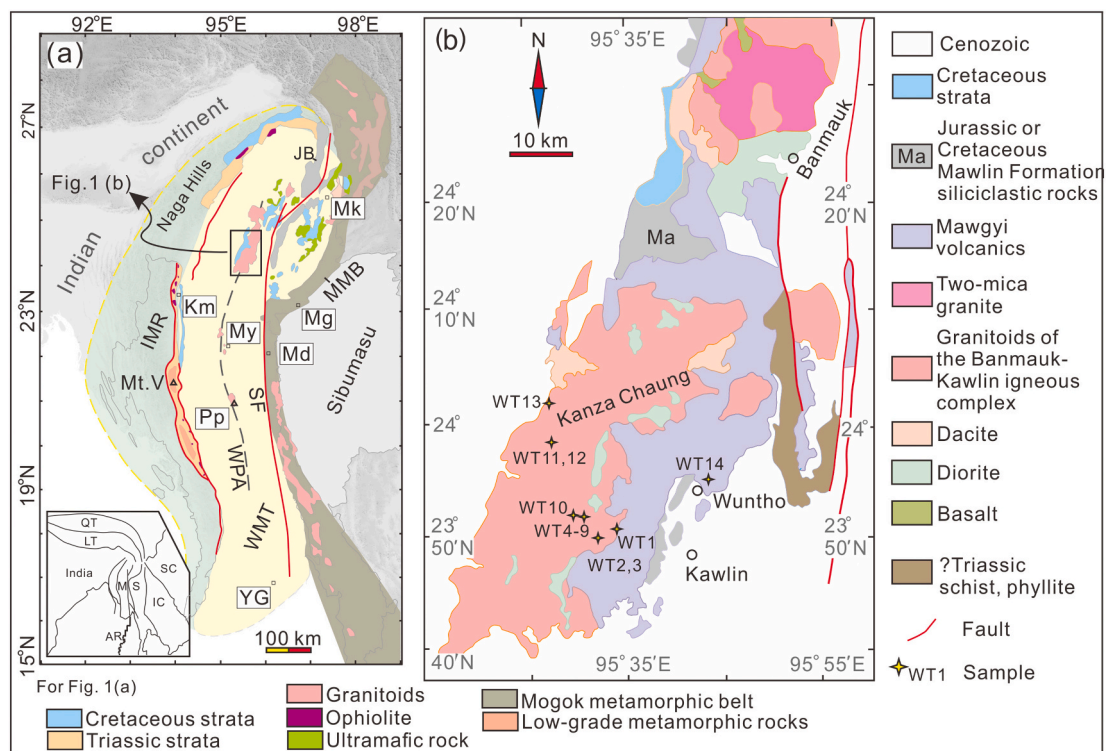 92°E
95°E
98°E
(a)
27°N
23°N
19°N
15°N
continent
Indian
Naga Hills
Fig.1 (b)
JB
Mk
MMB
Km
IMR
My
Mg
Md
Mt.V
Pp
SF
Sibumasu
WPA
WMT
YG
100 km
QT
LT
India
SC
M
S
IC
AR
For Fig. 1(a)
Cretaceous strata
Triassic strata
Granitoids
Ophiolite
Ultramafic rock
Mogok metamorphic belt
Low-grade metamorphic rocks
(b)
95°35′E
N
10 km
Banmauk
24°
20′N
24°
20′N
Ma
24°
10′N
24°
10′N
WT13
Kanza Chaung
24°
24°
WT11,12
WT14
Wuntho
WT10
WT4-9
WT1
WT2,3
23°
50′N
23°
50′N
Kawlin
40′N
95°35′E
95°55′E
Cenozoic
Cretaceous
strata
Jurassic or
Cretaceous
Ma
Mawlin Formation
siliciclastic rocks
Mawgyi
volcanics
Two-mica
granite
Granitoids of
the Banmauk-
Kawlin igneous
complex
Dacite
Diorite
Basalt
?Triassic
schist, phyllite
Fault
WT1
Sample